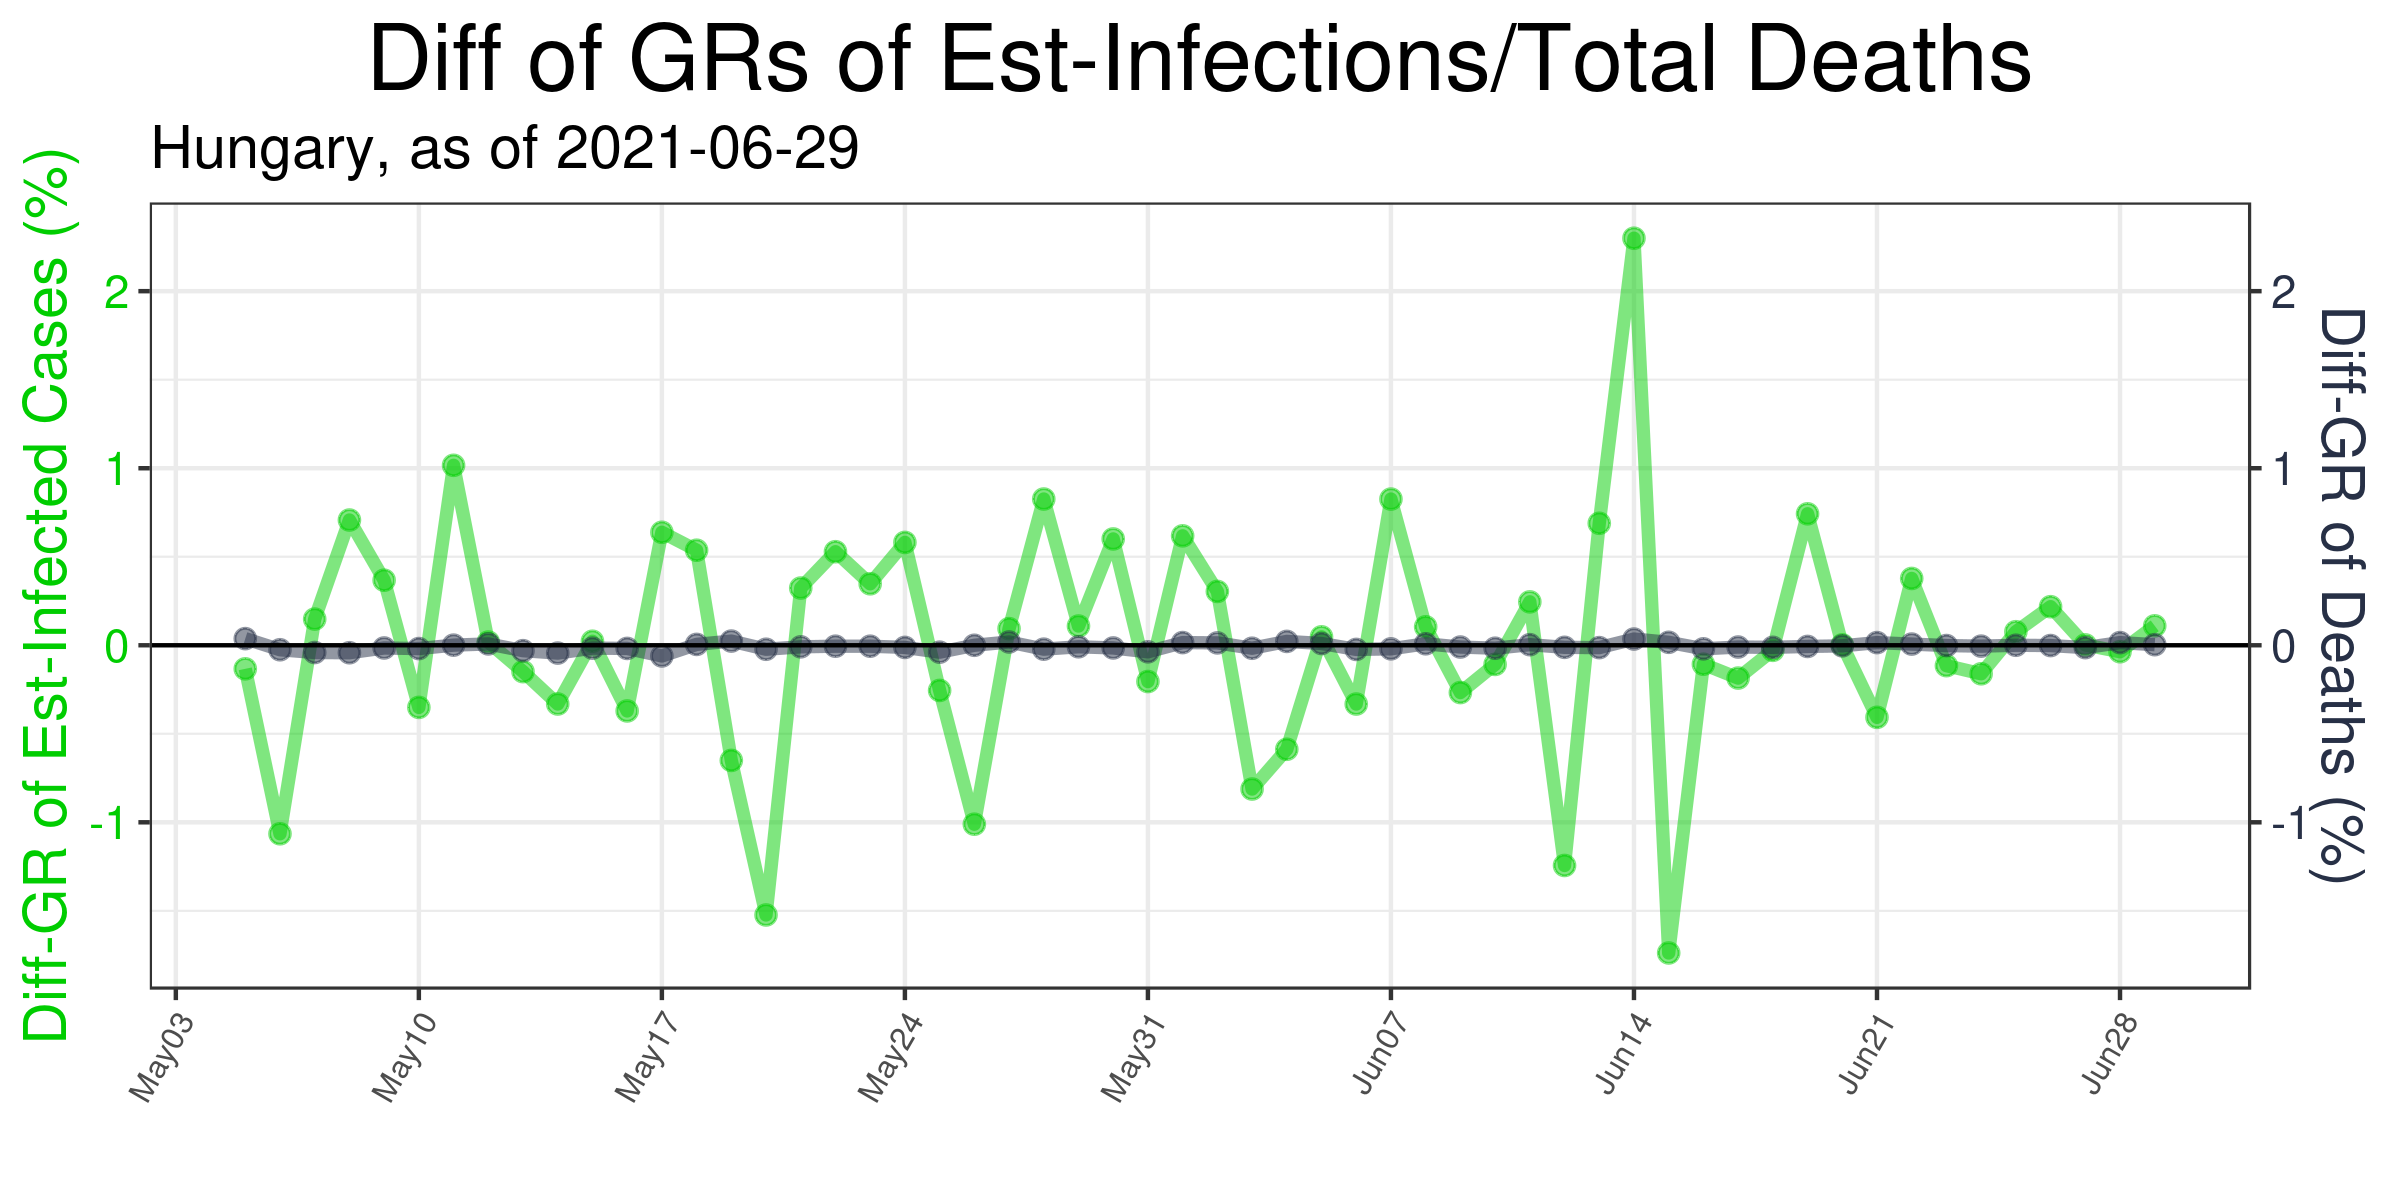 Diff of GRs of Est-Infections/Total Deaths
Hungary, as of 2021-06-29
Diff-GR of Est-Infected Cases (%)
2
1
0
-1
2
1
0
-1
Diff-GR of Deaths (%)
May03
May10
May17
May24
May31
Jun07
Jun14
Jun21
Jun28